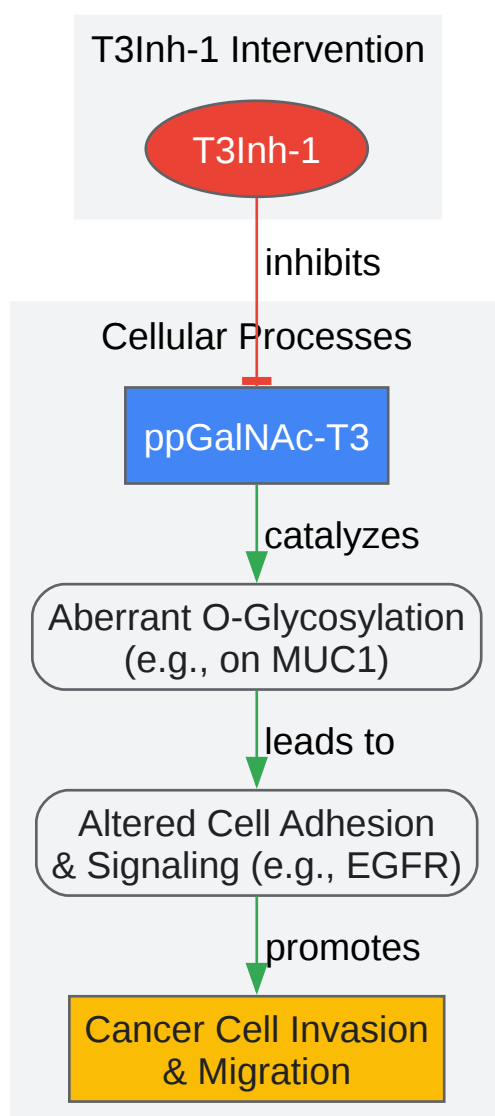 T3Inh-1 Intervention
T3Inh-1
inhibits
Cellular Processes
ppGalNAc-T3
catalyzes
Aberrant O-Glycosylation
(e.g., on MUC1)
leads to
Altered Cell Adhesion
& Signaling (e.g., EGFR)
promotes
Cancer Cell Invasion
& Migration